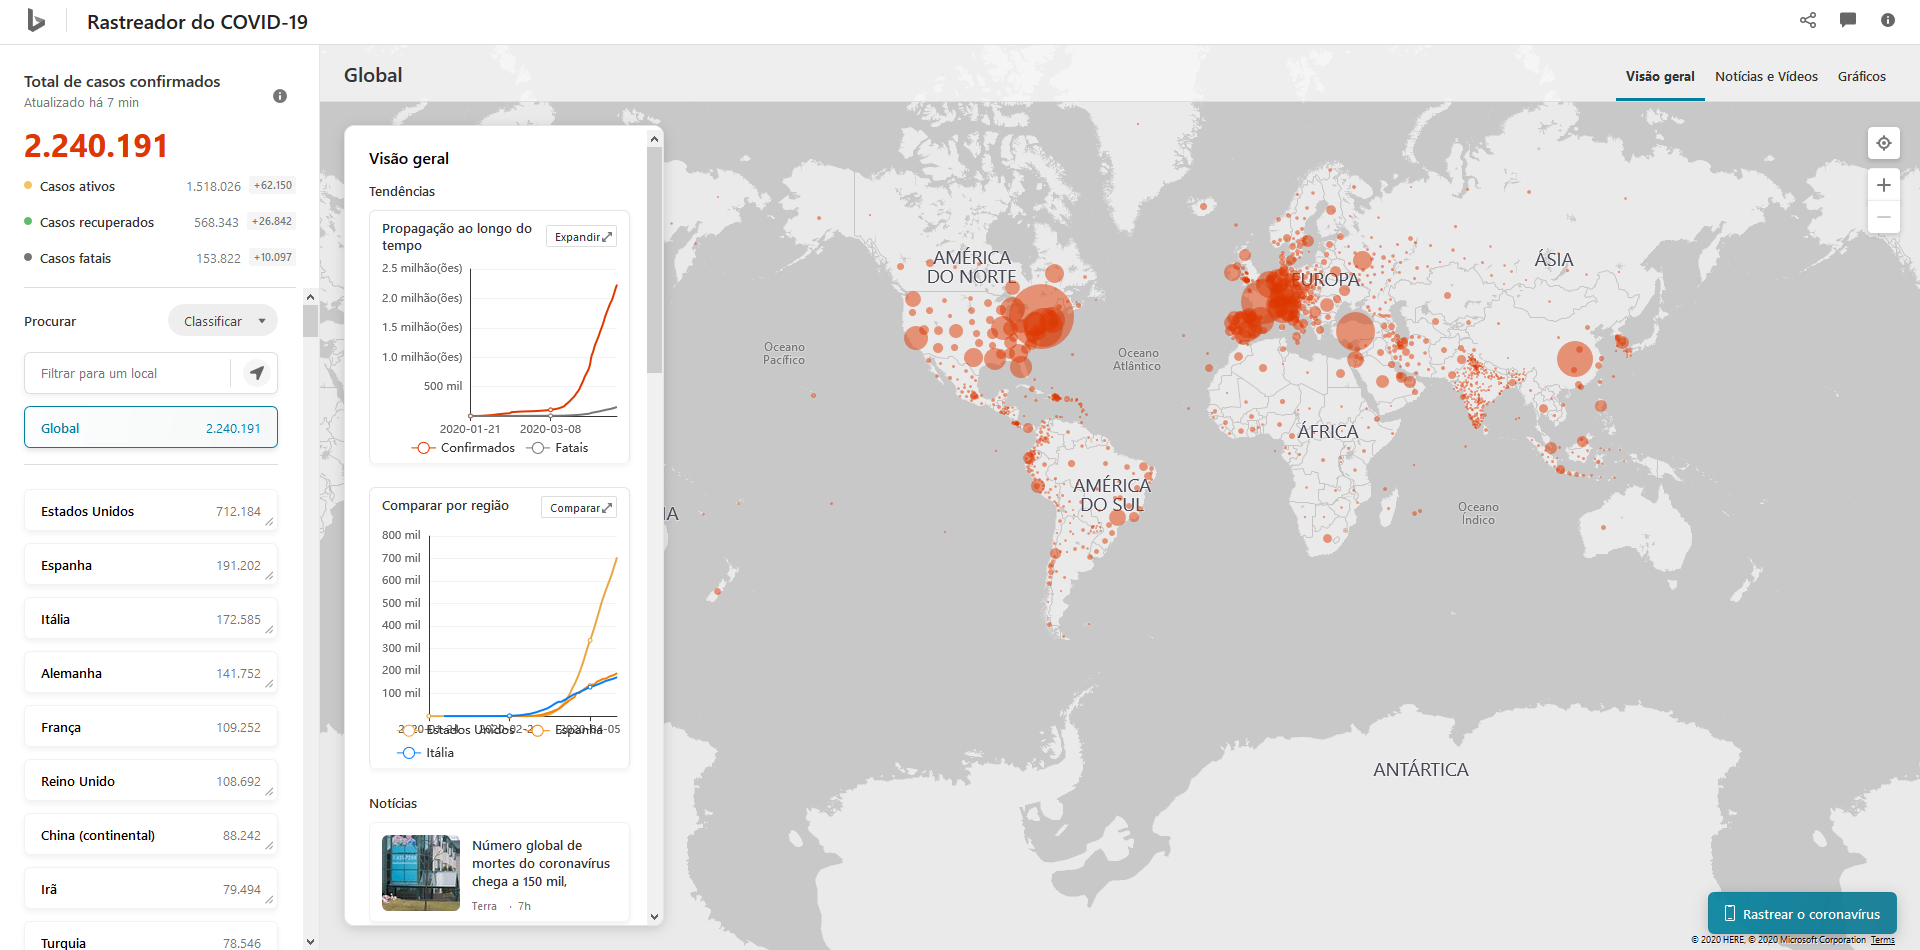 Rastreador do COVID-19
Total de casos confirmados
Atualizado há 7 min
2.240.191
Casos ativos 1.518.026 +62.150
Casos recuperados 568.343 +26.842
Casos fatais 153.822 +10.097
Procurar
Classificar
Filtrar para um local
Global 2.240.191
Estados Unidos 712.184
Espanha 191.202
Itália 172.585
Alemanha 141.752
França 109.252
Reino Unido 108.692
China (continental) 88.242
Irã 79.494
Turquia 78.546
Global
Visão geral
Notícias e Vídeos
Gráficos
Visão geral
Tendências
Propagação ao longo do
tempo
Expandir
2.5 milhão(ões)
2.0 milhão(ões)
1.5 milhão(ões)
1.0 milhão(ões)
500 mil
2020-01-21 2020-03-08
Confirmados Fatais
Comparar por região
Comparar
800 mil
700 mil
600 mil
500 mil
400 mil
300 mil
200 mil
100 mil
Estados Unidos Espanha
Itália
Notícias
Número global de
mortes do coronavírus
chega a 150 mil,
Terra · 7h
AMÉRICA
DO NORTE
EUROPA
ÁSIA
Oceano
Pacífico
Oceano
Atlântico
ÁFRICA
AMÉRICA
DO SUL
IA
Oceano
Índico
ANTÁRTICA
Rastrear o coronavírus
© 2020 HERE, © 2020 Microsoft Corporation Terms